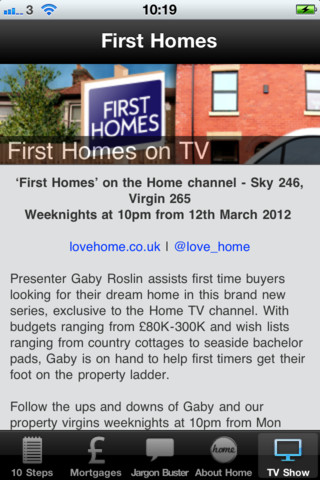 3 10:19
First Homes
FIRST
HOMES
First Homes on TV
‘First Homes’ on the Home channel - Sky 246,
Virgin 265
Weeknights at 10pm from 12th March 2012
lovehome.co.uk | @love_home
Presenter Gaby Roslin assists first time buyers
looking for their dream home in this brand new
series, exclusive to the Home TV channel. With
budgets ranging from £80K-300K and wish lists
ranging from country cottages to seaside bachelor
pads, Gaby is on hand to help first timers get their
foot on the property ladder.
Follow the ups and downs of Gaby and our
property virgins weeknights at 10pm from Mon
£ home
10 Steps Mortgages Jargon Buster About Home TV Show